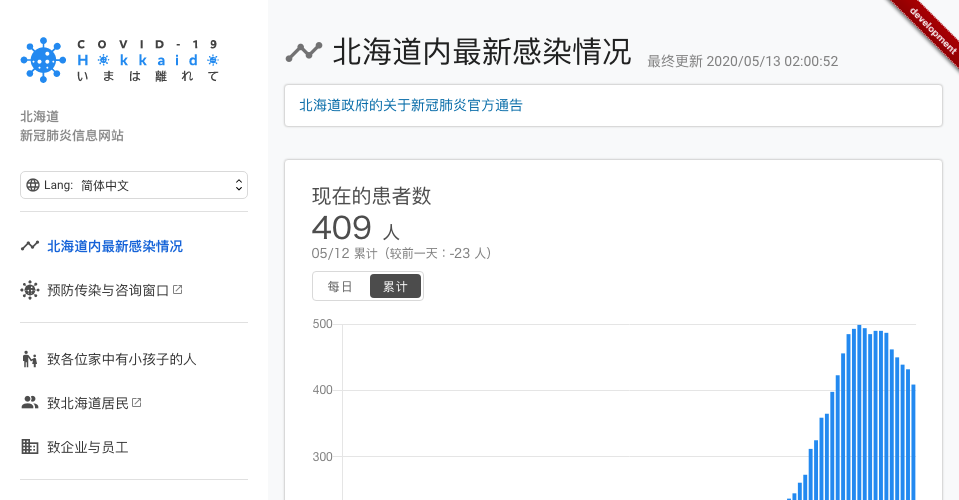 COVID-19
Hokkaido
いまは離れて
北海道
新冠肺炎信息网站
Lang: 简体中文
北海道内最新感染情况
预防传染与咨询窗口
致各位家中有小孩子的人
致北海道居民
致企业与员工
development
北海道内最新感染情况
最终更新 2020/05/13 02:00:52
北海道政府的关于新冠肺炎官方通告
现在的患者数
409 人
05/12 累计（较前一天：-23 人）
每日 累计
500
400
300